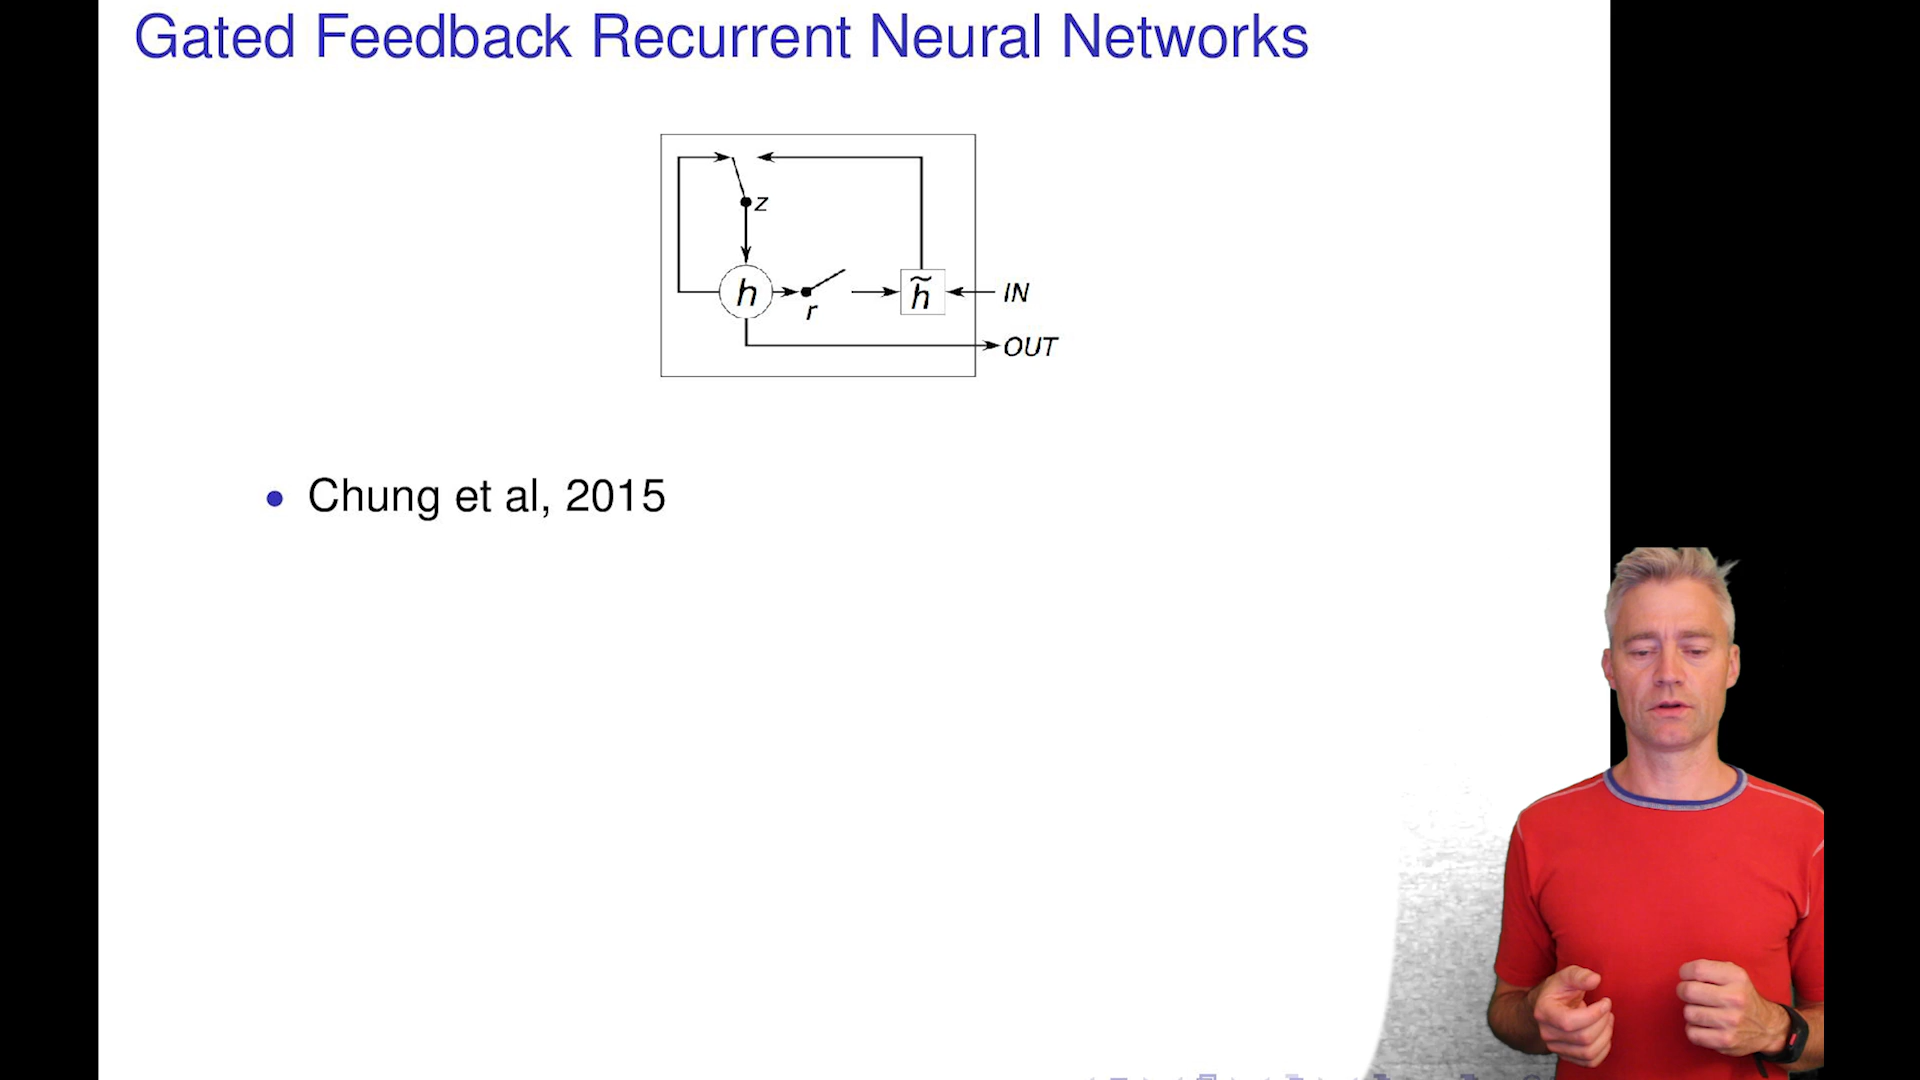 Gated Feedback Recurrent Neural Networks
z
h
r
h̃
IN
OUT
• Chung et al, 2015